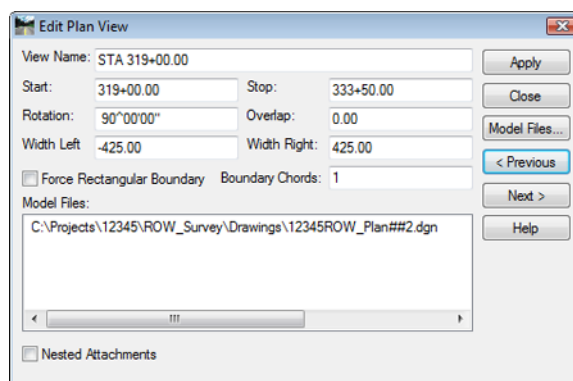 Edit Plan View
View Name: STA 319+00.00
Apply
Start: 319+00.00 Stop: 333+50.00
Close
Rotation: 90^00'00" Overlap: 0.00
Model Files...
Width Left -425.00 Width Right: 425.00
< Previous
Force Rectangular Boundary Boundary Chords: 1
Next >
Model Files:
Help
C:\Projects\12345\ROW_Survey\Drawings\12345ROW_Plan##2.dgn
Nested Attachments